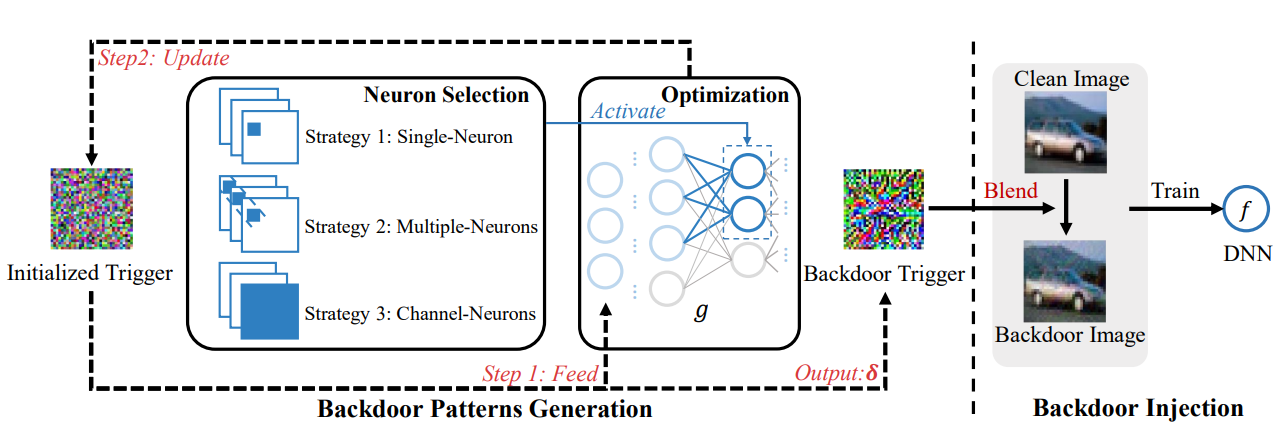 Step2: Update
Neuron Selection
Strategy 1: Single-Neuron
Strategy 2: Multiple-Neurons
Strategy 3: Channel-Neurons
Optimization
Activate
g
Initialized Trigger
Step 1: Feed
Backdoor Trigger
Output:δ
Backdoor Patterns Generation
Clean Image
Blend
Backdoor Image
Train
f
DNN
Backdoor Injection